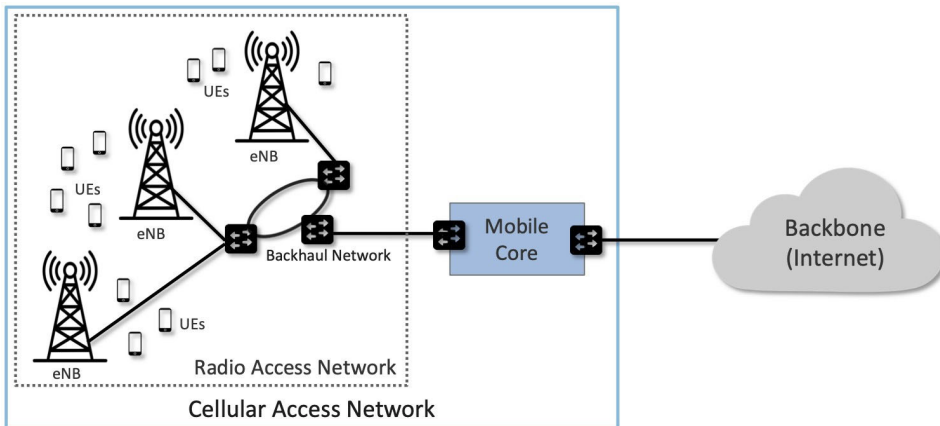 UEs
eNB
UEs
eNB
Backhaul Network
UEs
eNB
Radio Access Network
Cellular Access Network
Mobile
Core
Backbone
(Internet)